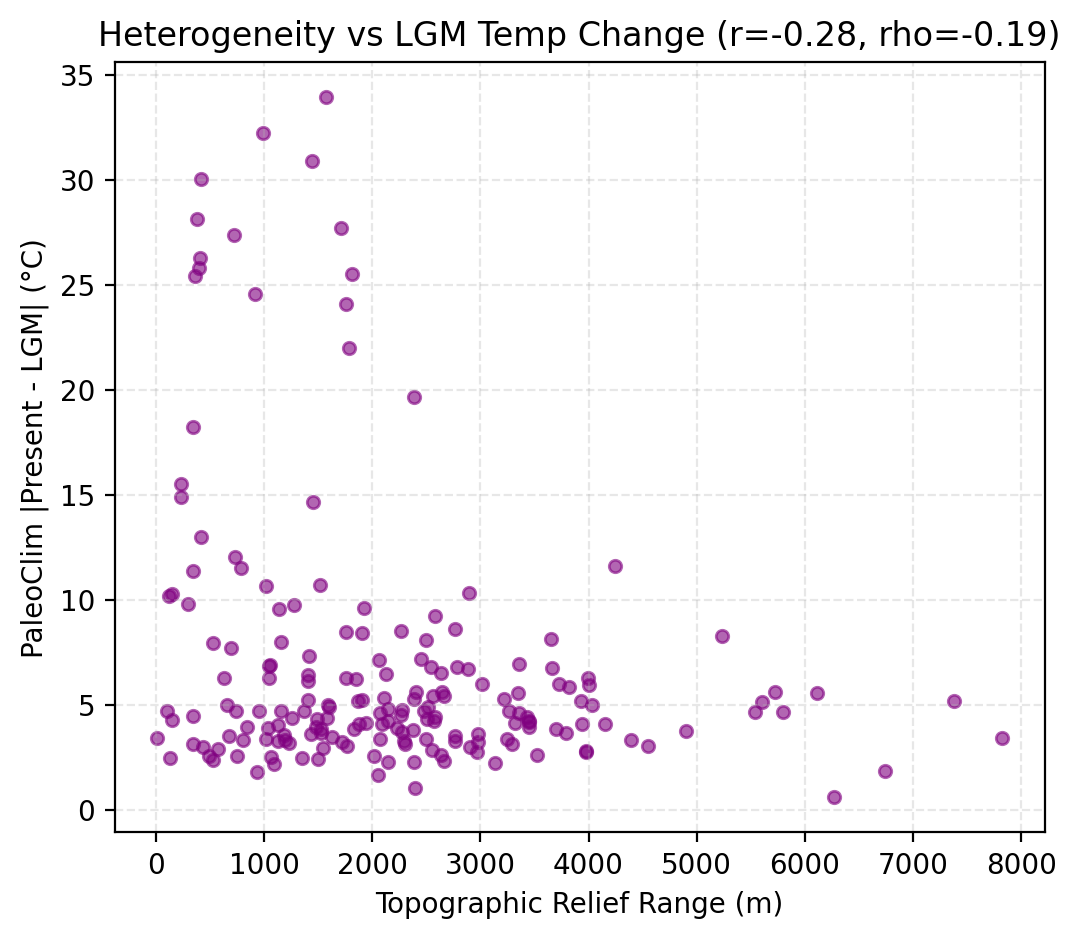 Heterogeneity vs LGM Temp Change (r=-0.28, rho=-0.19)
PaleoClim |Present - LGM| (°C)
35
30
25
20
15
10
5
0
0 1000 2000 3000 4000 5000 6000 7000 8000
Topographic Relief Range (m)